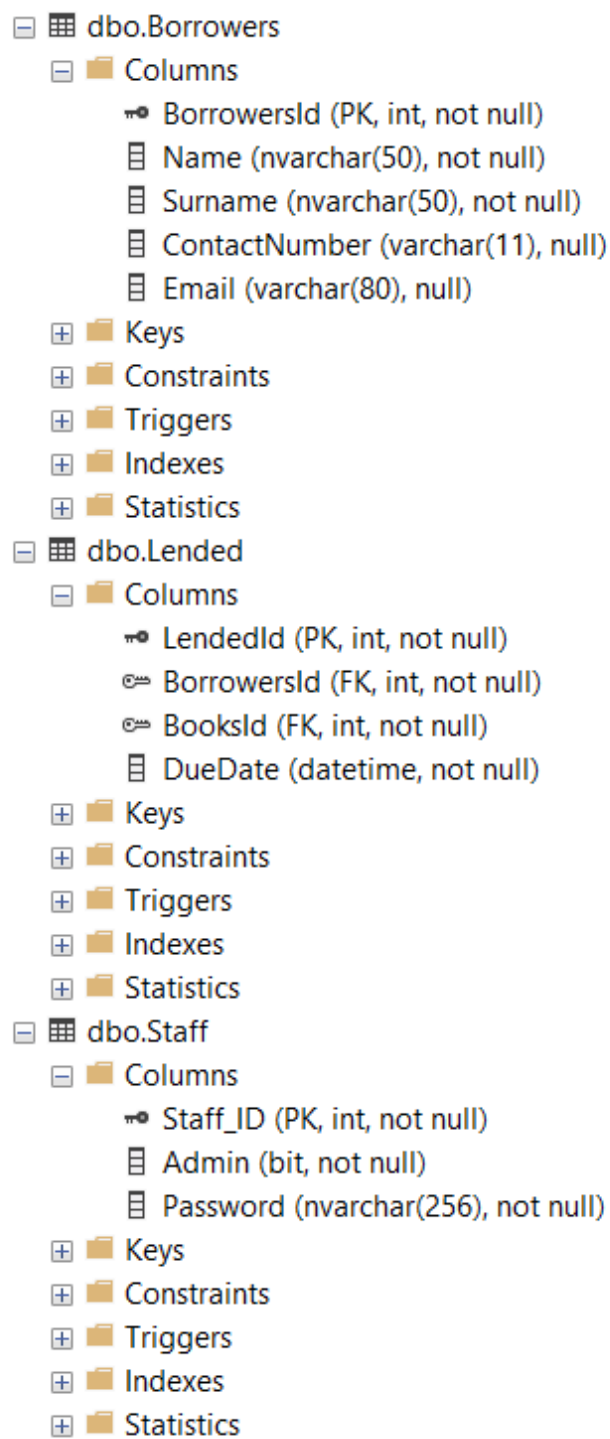 dbo.Borrowers
Columns
BorrowersId (PK, int, not null)
Name (nvarchar(50), not null)
Surname (nvarchar(50), not null)
ContactNumber (varchar(11), null)
Email (varchar(80), null)
Keys
Constraints
Triggers
Indexes
Statistics
dbo.Lended
Columns
LendedId (PK, int, not null)
BorrowersId (FK, int, not null)
BooksId (FK, int, not null)
DueDate (datetime, not null)
Keys
Constraints
Triggers
Indexes
Statistics
dbo.Staff
Columns
Staff_ID (PK, int, not null)
Admin (bit, not null)
Password (nvarchar(256), not null)
Keys
Constraints
Triggers
Indexes
Statistics